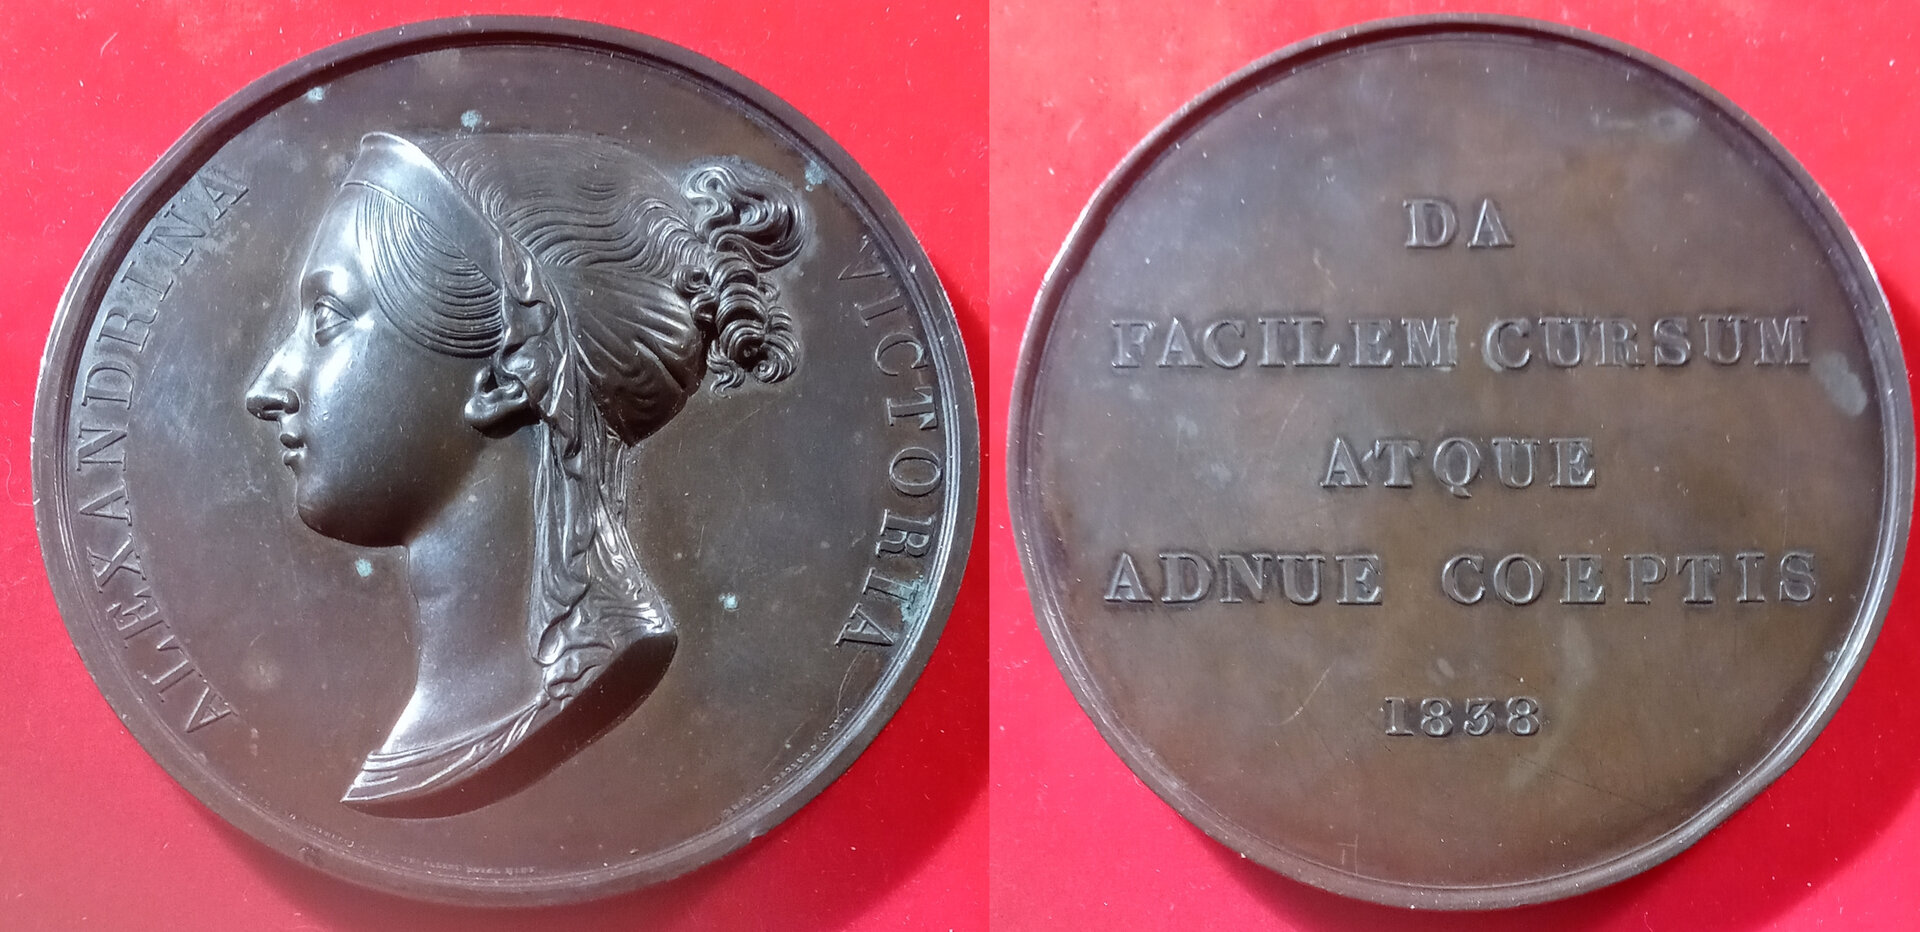 ALEXANDRINA VICTORIA
DA
FACILEM CURSUM
ATQUE
ADNUE COEPTIS
1838